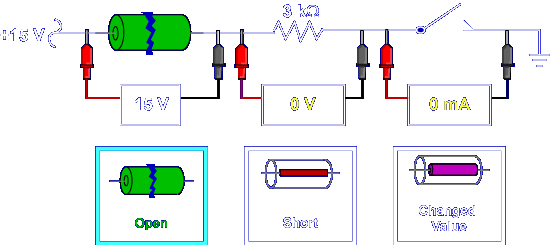 3 kΩ
+15 V
15 V
0 V
0 mA
Open
Short
Changed
Value